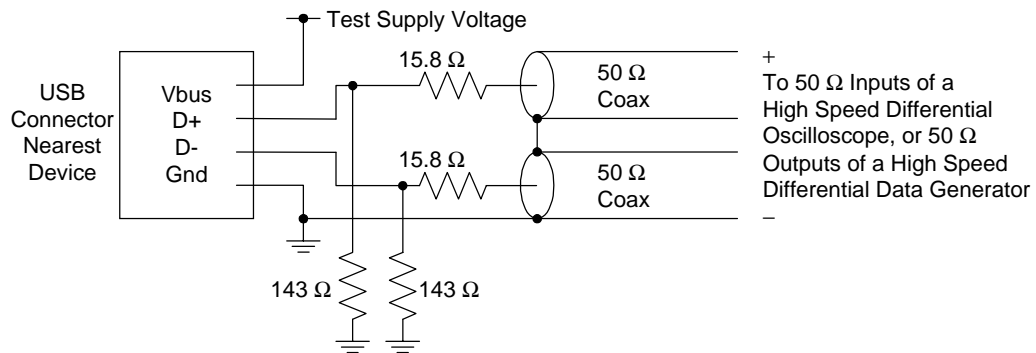 Test Supply Voltage
15.8 Ω
USB
Connector
Nearest
Device
Vbus
D+
D-
Gnd
50 Ω
Coax
+
To 50 Ω Inputs of a
High Speed Differential
Oscilloscope, or 50 Ω
Outputs of a High Speed
Differential Data Generator
−
15.8 Ω
50 Ω
Coax
143 Ω
143 Ω